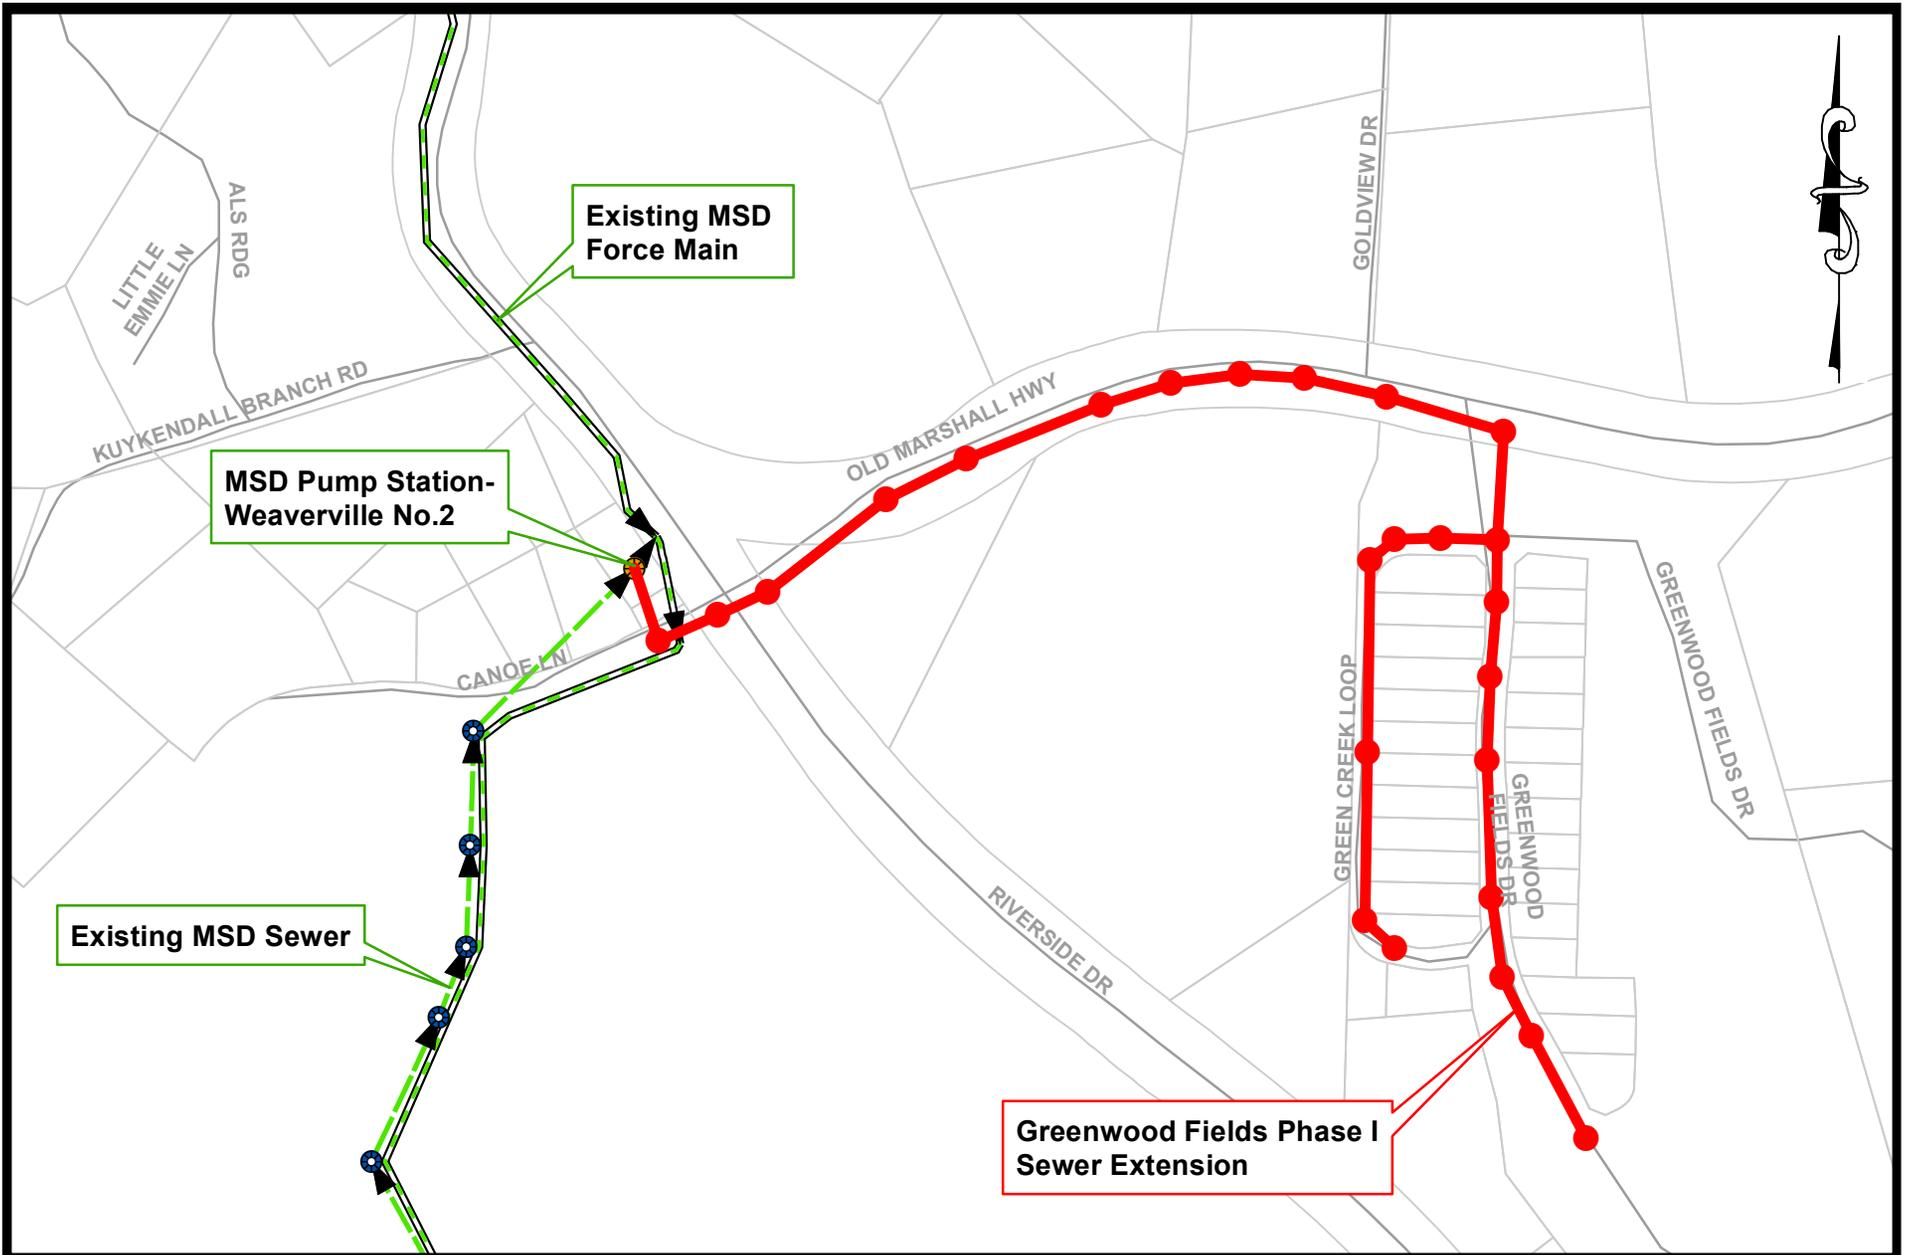 ALS RDG
LITTLE
EMMIE LN
Existing MSD
Force Main
GOLDVIEW DR
KUYKENDALL BRANCH RD
OLD MARSHALL HWY
MSD Pump Station-
Weaverville No.2
CANOE LN
GREENWOOD FIELDS DR
GREEN CREEK LOOP
GREENWOOD
FIELDS DR
Existing MSD Sewer
RIVERSIDE DR
Greenwood Fields Phase I
Sewer Extension